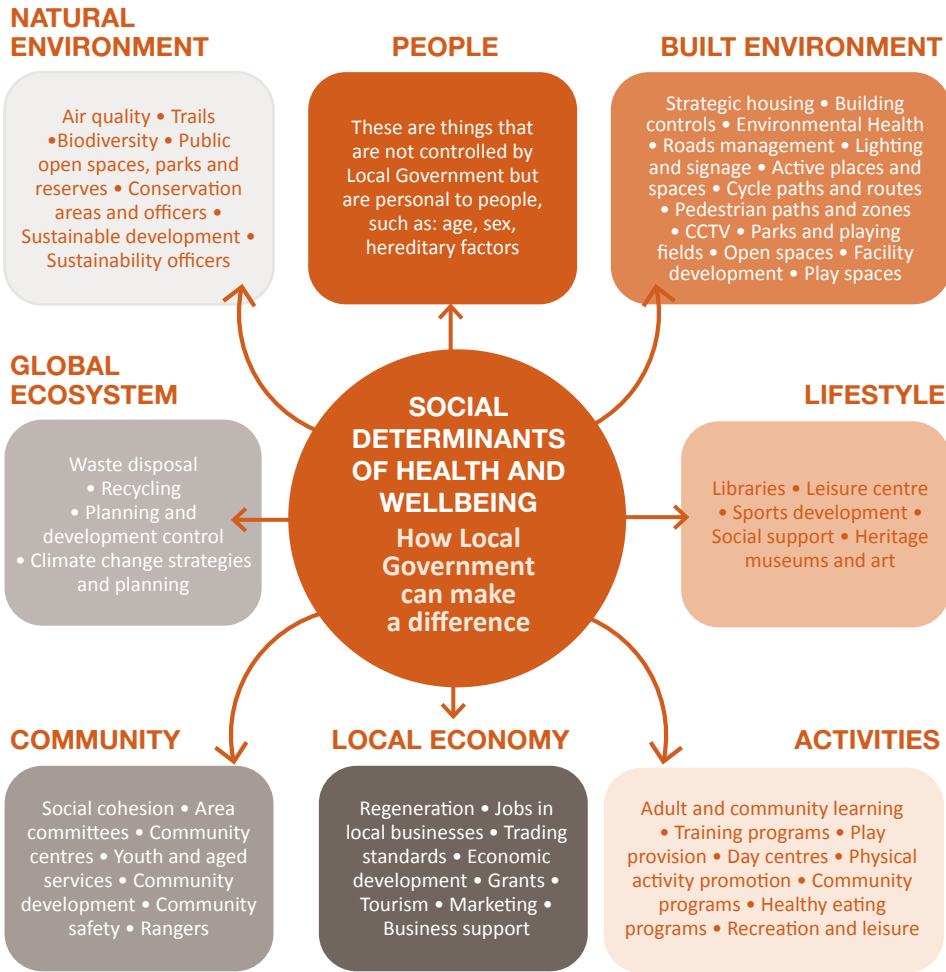 NATURAL
ENVIRONMENT
Air quality • Trails
•Biodiversity • Public
open spaces, parks and
reserves • Conservation
areas and officers •
Sustainable development •
Sustainability officers
PEOPLE
These are things that
are not controlled by
Local Government but
are personal to people,
such as: age, sex,
hereditary factors
BUILT ENVIRONMENT
Strategic housing • Building
controls • Environmental Health
• Roads management • Lighting
and signage • Active places and
spaces • Cycle paths and routes
• Pedestrian paths and zones
• CCTV • Parks and playing
fields • Open spaces • Facility
development • Play spaces
GLOBAL
ECOSYSTEM
Waste disposal
• Recycling
• Planning and
development control
• Climate change strategies
and planning
SOCIAL
DETERMINANTS
OF HEALTH AND
WELLBEING
How Local
Government
can make
a difference
LIFESTYLE
Libraries • Leisure centre
• Sports development •
Social support • Heritage
museums and art
COMMUNITY
Social cohesion • Area
committees • Community
centres • Youth and aged
services • Community
development • Community
safety • Rangers
LOCAL ECONOMY
Regeneration • Jobs in
local businesses • Trading
standards • Economic
development • Grants •
Tourism • Marketing •
Business support
ACTIVITIES
Adult and community learning
• Training programs • Play
provision • Day centres • Physical
activity promotion • Community
programs • Healthy eating
programs • Recreation and leisure